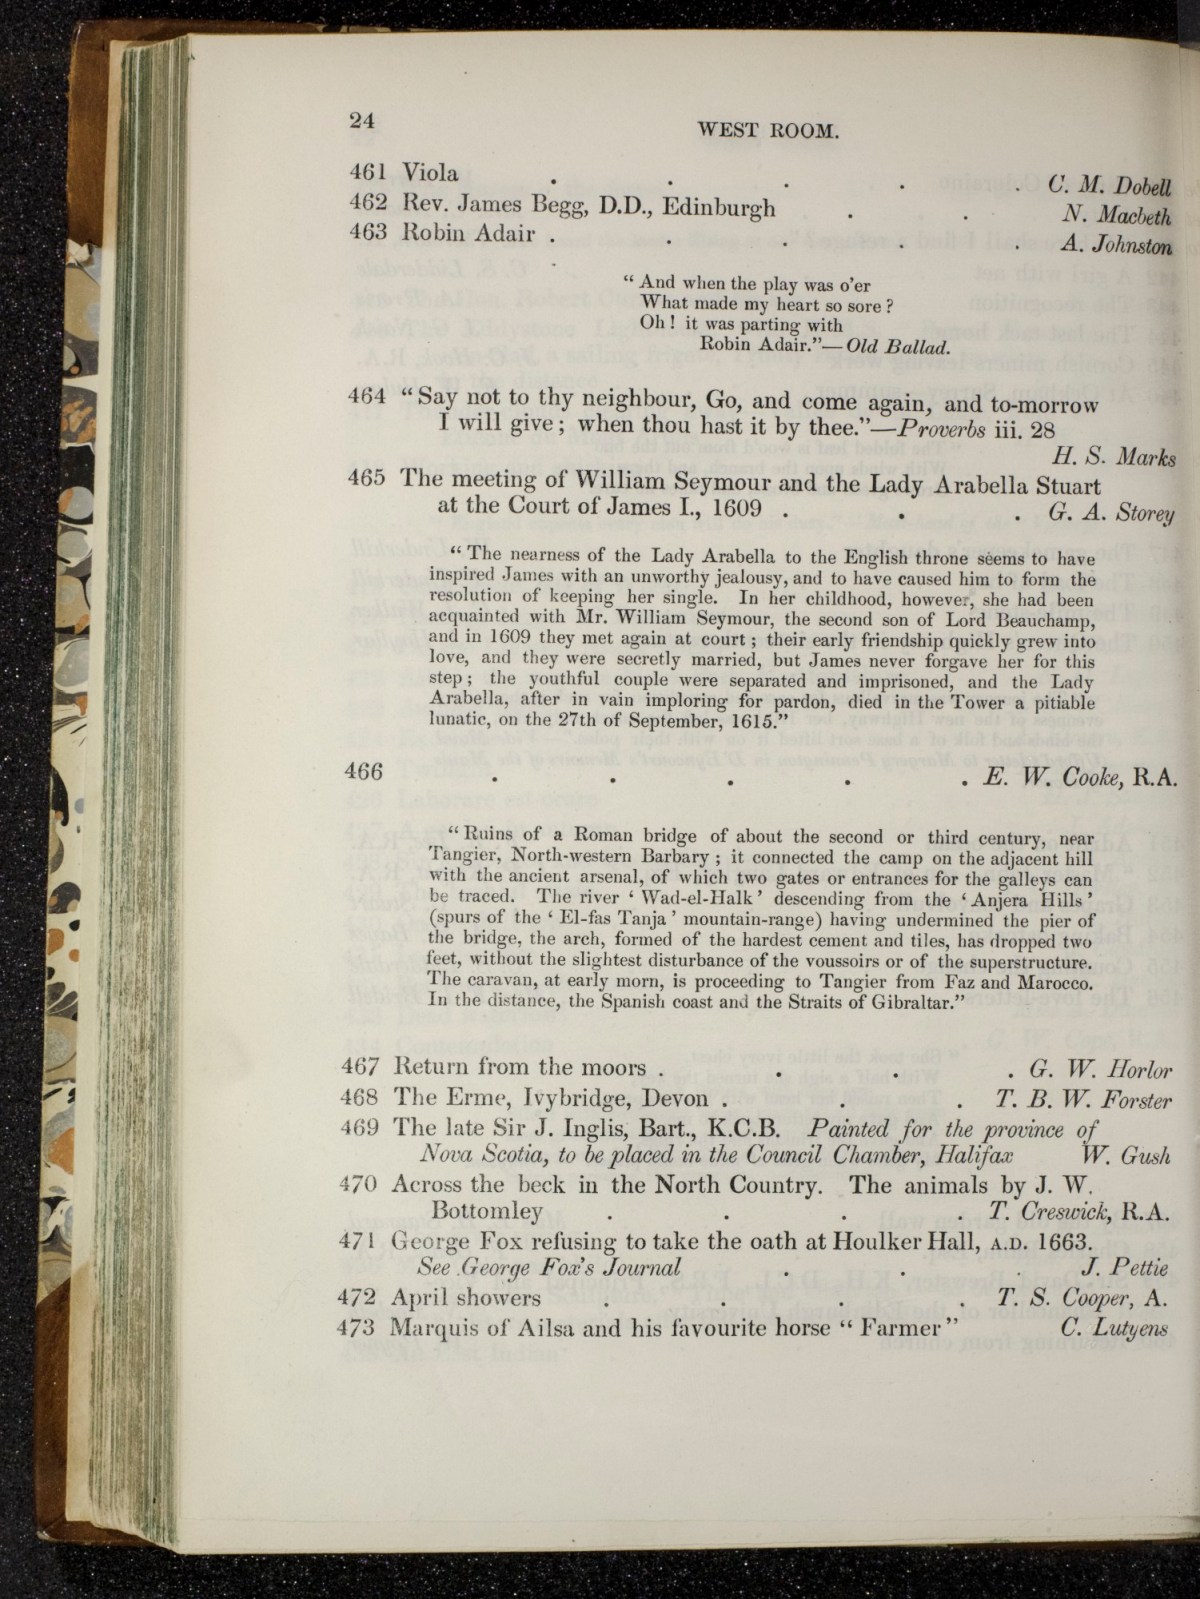 24
WEST ROOM.
461 Viola . . . . . C. M. Dobell
462 Rev. James Begg, D.D., Edinburgh . . N. Macbeth
463 Robin Adair . . . . . A. Johnston
“ And when the play was o’er
What made my heart so sore ?
Oh ! it was parting with
Robin Adair.”—Old Ballad.
464 “ Say not to thy neighbour, Go, and come again, and to-morrow
I will give ; when thou hast it by thee.”—Proverbs iii. 28
H. S. Marks
465 The meeting of William Seymour and the Lady Arabella Stuart
at the Court of James I., 1609 . . . G. A. Storey
“ The nearness of the Lady Arabella to the English throne seems to have
inspired James with an unworthy jealousy, and to have caused him to form the
resolution of keeping her single. In her childhood, however, she had been
acquainted with Mr. William Seymour, the second son of Lord Beauchamp,
and in 1609 they met again at court ; their early friendship quickly grew into
love, and they were secretly married, but James never forgave her for this
step ; the youthful couple were separated and imprisoned, and the Lady
Arabella, after in vain imploring for pardon, died in the Tower a pitiable
lunatic, on the 27th of September, 1615.”
466 . . . . . E. W. Cooke, R.A.
“ Ruins of a Roman bridge of about the second or third century, near
Tangier, North-western Barbary ; it connected the camp on the adjacent hill
with the ancient arsenal, of which two gates or entrances for the galleys can
be traced. The river ‘ Wad-el-Halk ’ descending from the ‘ Anjera Hills ’
(spurs of the ‘ El-fas Tanja ’ mountain-range) having undermined the pier of
the bridge, the arch, formed of the hardest cement and tiles, has dropped two
feet, without the slightest disturbance of the voussoirs or of the superstructure.
The caravan, at early morn, is proceeding to Tangier from Faz and Marocco.
In the distance, the Spanish coast and the Straits of Gibraltar.”
467 Return from the moors . . . . G. W. Horlor
468 The Erme, Ivybridge, Devon . . . T. B. W. Forster
469 The late Sir J. Inglis, Bart., K.C.B. Painted for the province of
Nova Scotia, to be placed in the Council Chamber, Halifax W. Gush
470 Across the beck in the North Country. The animals by J. W.
Bottomley . . . . T. Creswick, R.A.
471 George Fox refusing to take the oath at Houlker Hall, A.D. 1663.
See George Fox’s Journal . . . J. Pettie
472 April showers . . . . T. S. Cooper, A.
473 Marquis of Ailsa and his favourite horse “ Farmer ” C. Lutyens